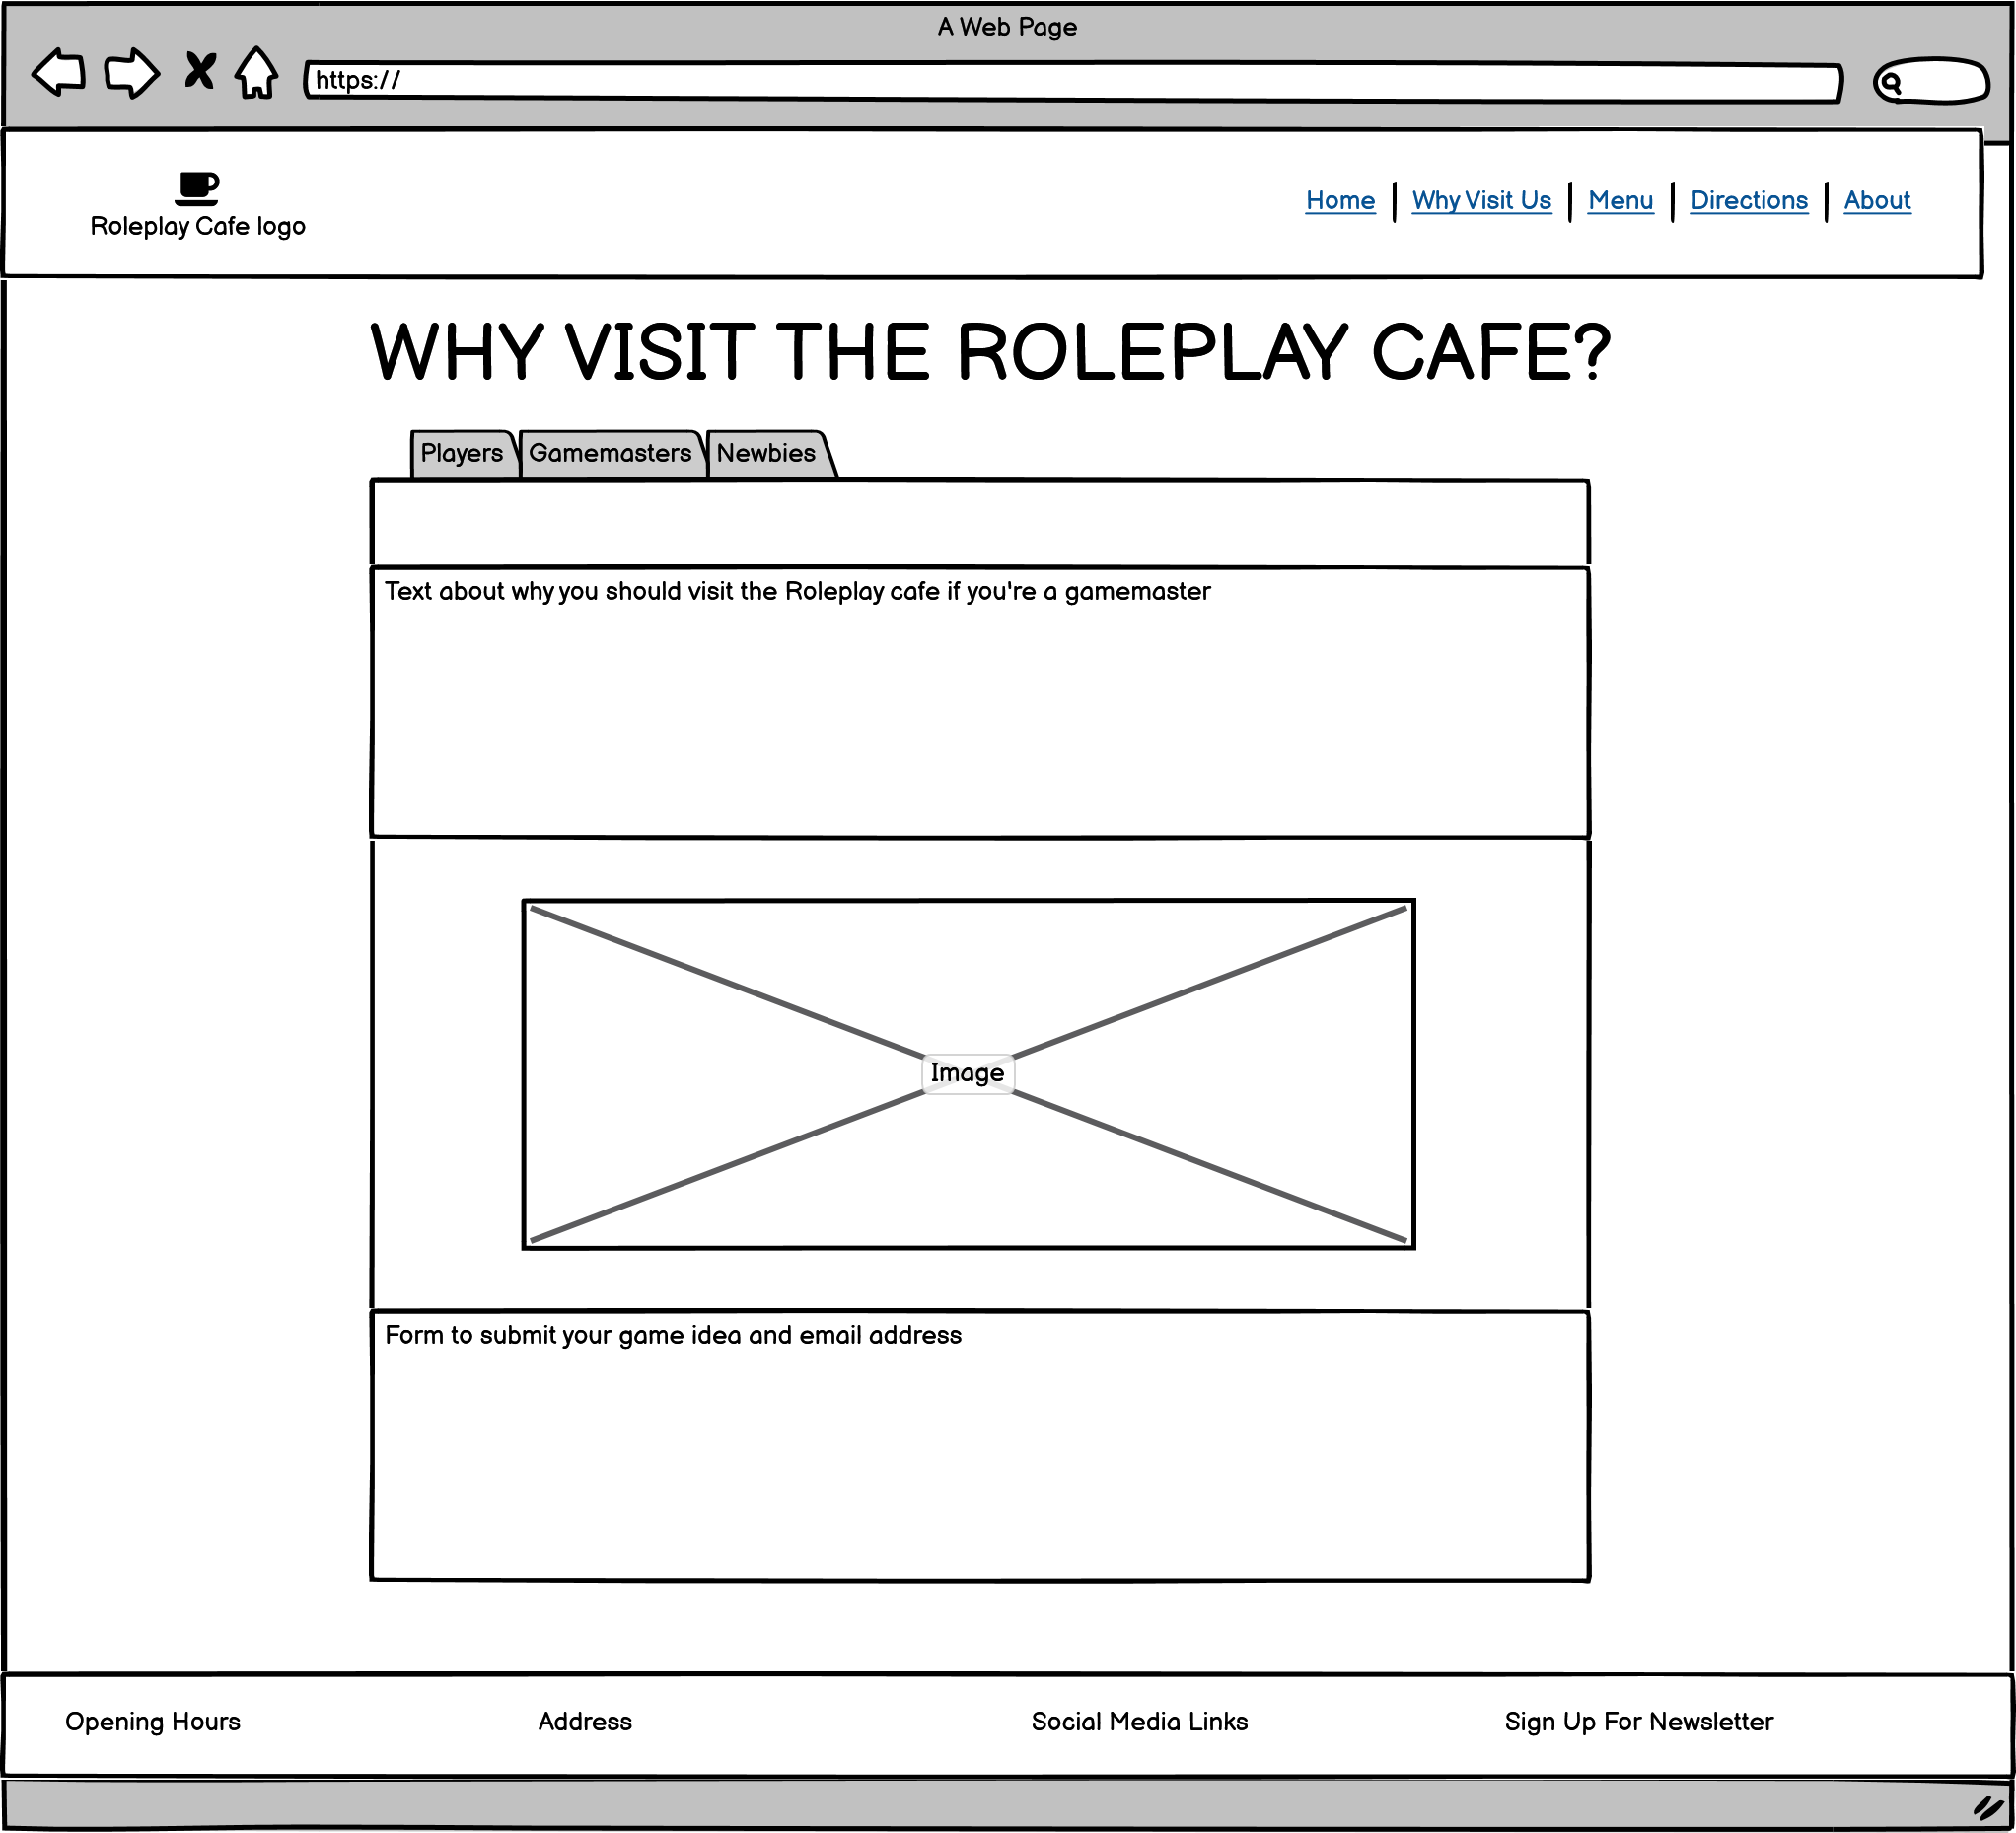 A Web Page
https://
Roleplay Cafe logo
Home Why Visit Us Menu Directions About
WHY VISIT THE ROLEPLAY CAFE?
Players Gamemasters Newbies
Text about why you should visit the Roleplay cafe if you're a gamemaster
Image
Form to submit your game idea and email address
Opening Hours Address Social Media Links Sign Up For Newsletter